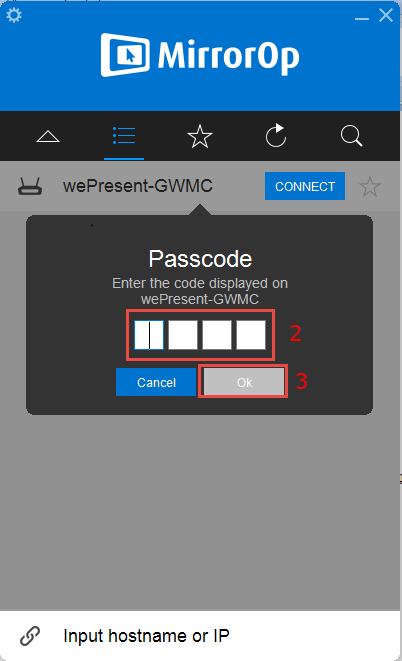 MirrorOp
wePresent-GWMC
CONNECT
Passcode
Enter the code displayed on
wePresent-GWMC
2
Cancel
Ok
3
Input hostname or IP